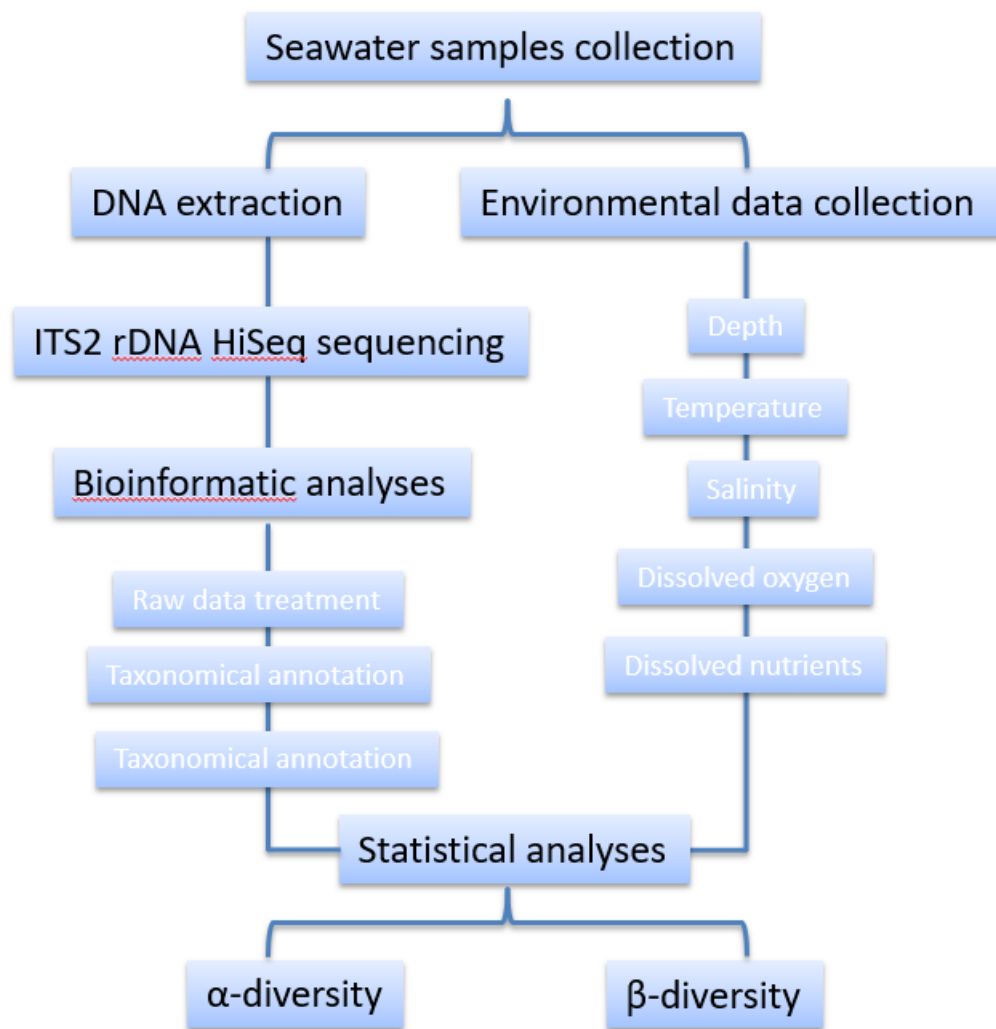 Seawater samples collection
DNA extraction
Environmental data collection
ITS2 rDNA HiSeq sequencing
Depth
Temperature
Bioinformatic analyses
Salinity
Dissolved oxygen
Raw data treatment
Dissolved nutrients
Taxonomical annotation
Taxonomical annotation
Statistical analyses
α-diversity
β-diversity